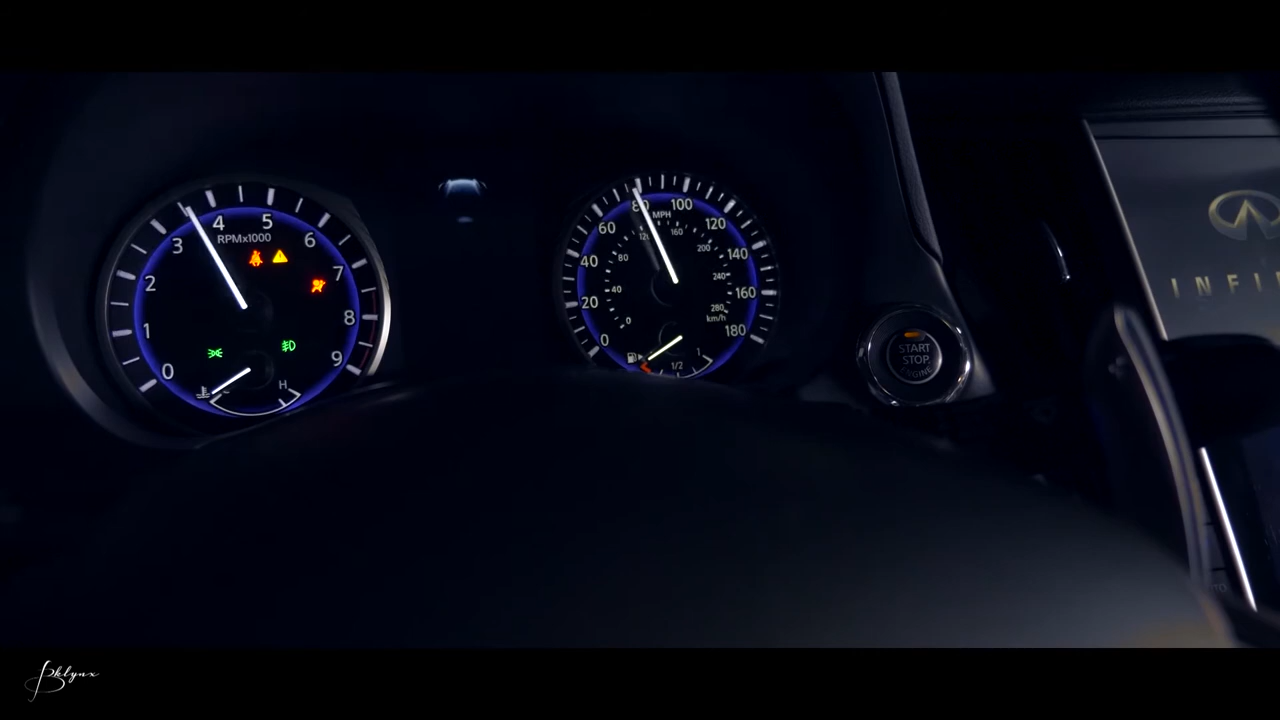 0 1 2 3 4 5 6 7 8 9
RPMx1000
H
0 20 40 60 80 100 120 140 160 180
MPH
0 40 80 120 160 200 240 280
km/h
1/2 1
START
STOP
ENGINE
INFI
Bklynx